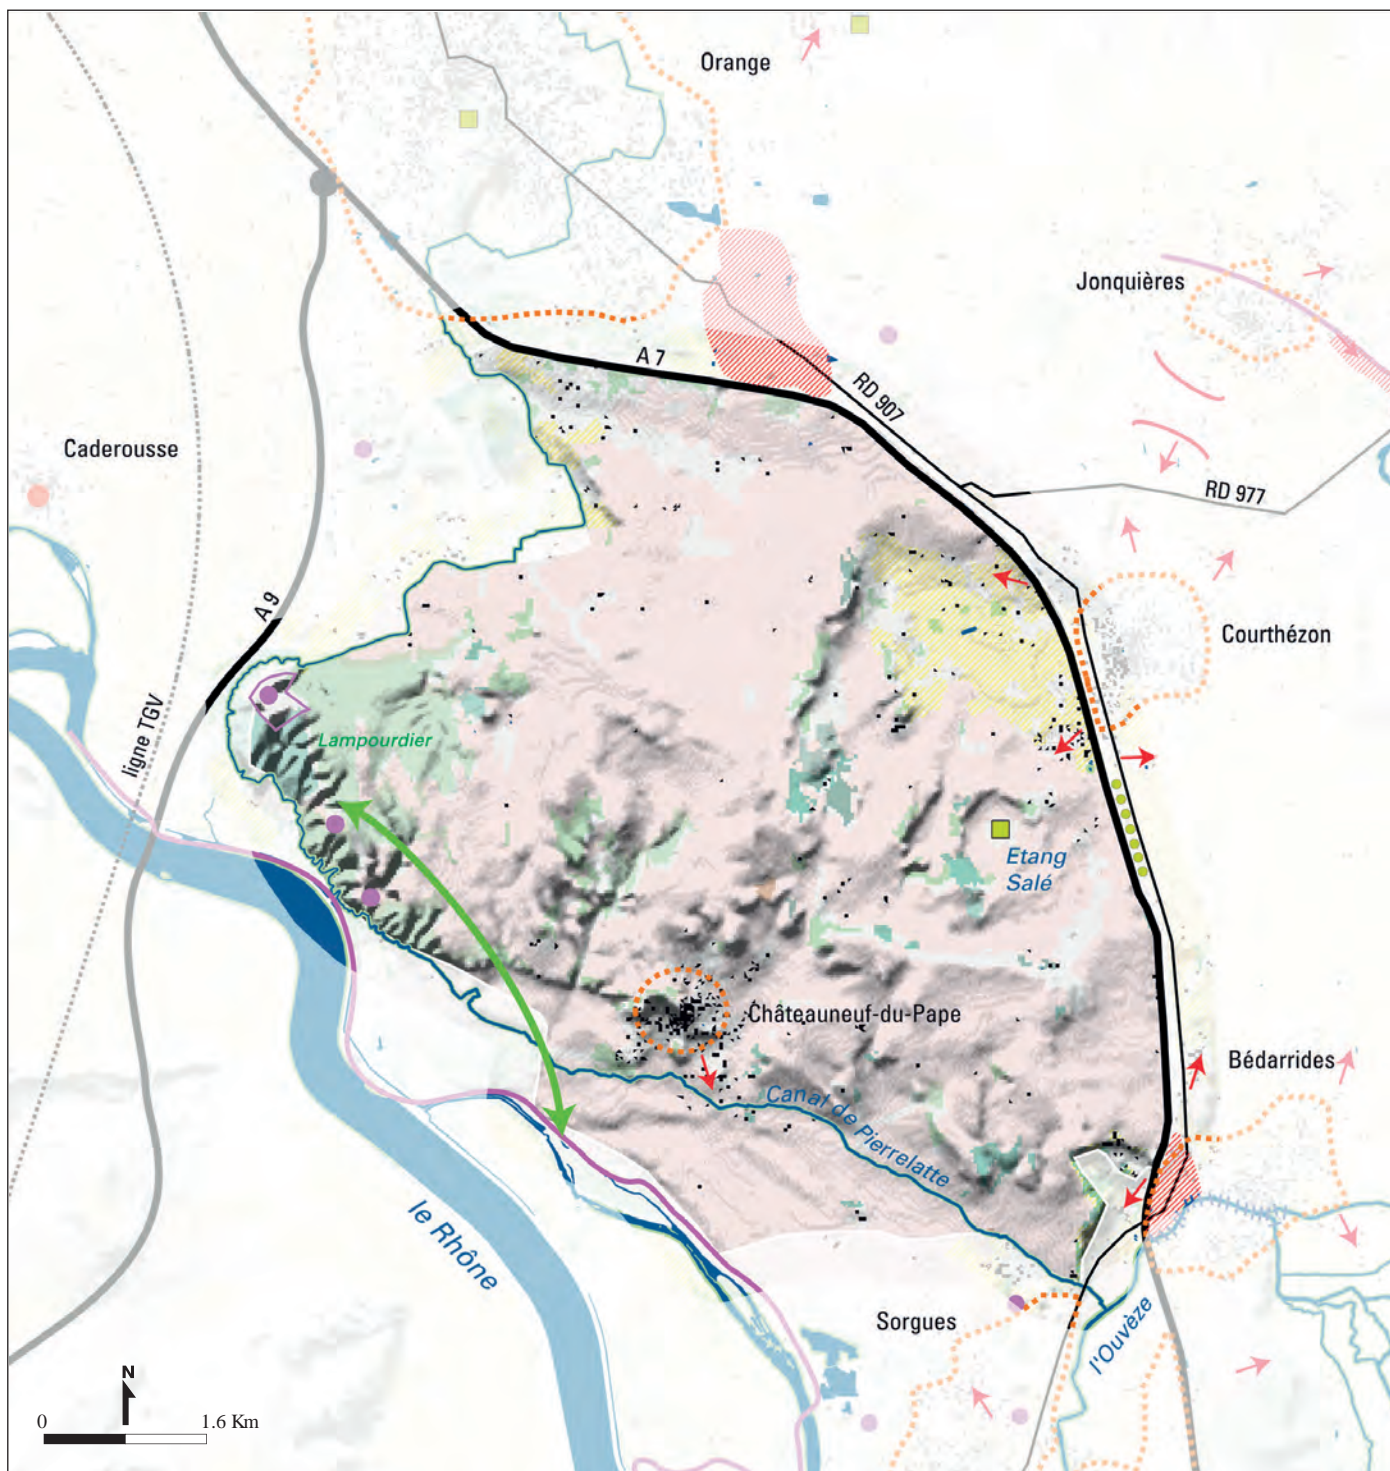 Orange
Jonquières
A 7
RD 907
Caderousse
RD 977
A 9
Courthézon
ligne TGV
Lampourdier
Etang
Salé
Châteauneuf-du-Pape
Bédarrides
Canal de Pierrelatte
le Rhône
Sorgues
l'Ouvèze
N
0 1.6 Km